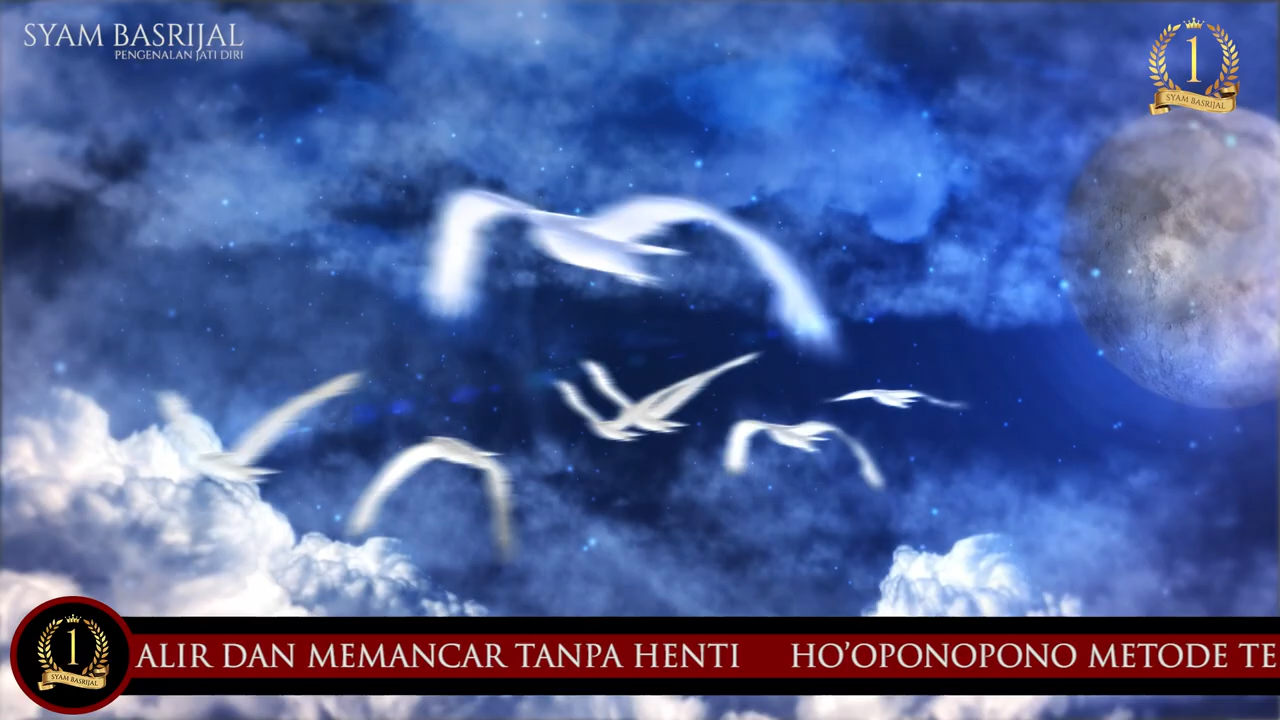 SYAM BASRIJAL
PENGENALAN JATI DIRI
1
SYAM BASRIJAL
1
SYAM BASRIJAL
ALIR DAN MEMANCAR TANPA HENTI HO'OPONOPONO METODE TE